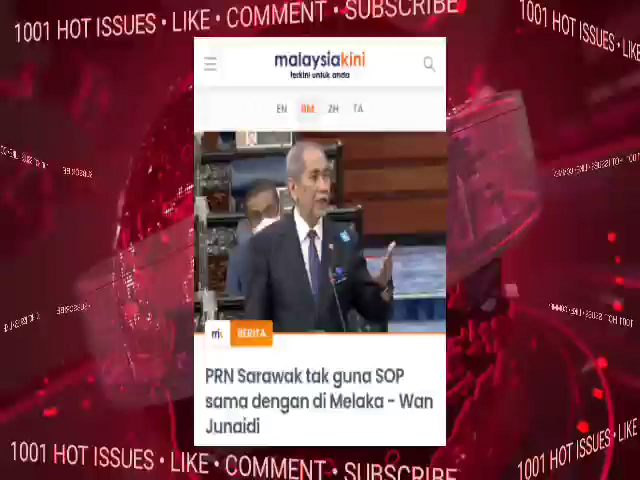 1001 HOT ISSUES • LIKE • COMMENT • SUBSCRIBE
1001 HOT ISSUES • LIKE
malaysiakini
terkini untuk anda
EN BM ZH TA
mk BERITA
PRN Sarawak tak guna SOP
sama dengan di Melaka - Wan
Junaidi
1001 HOT ISSUES • LIKE • COMMENT • SUBSCRIBE
1001 HOT ISSUES • LIKE